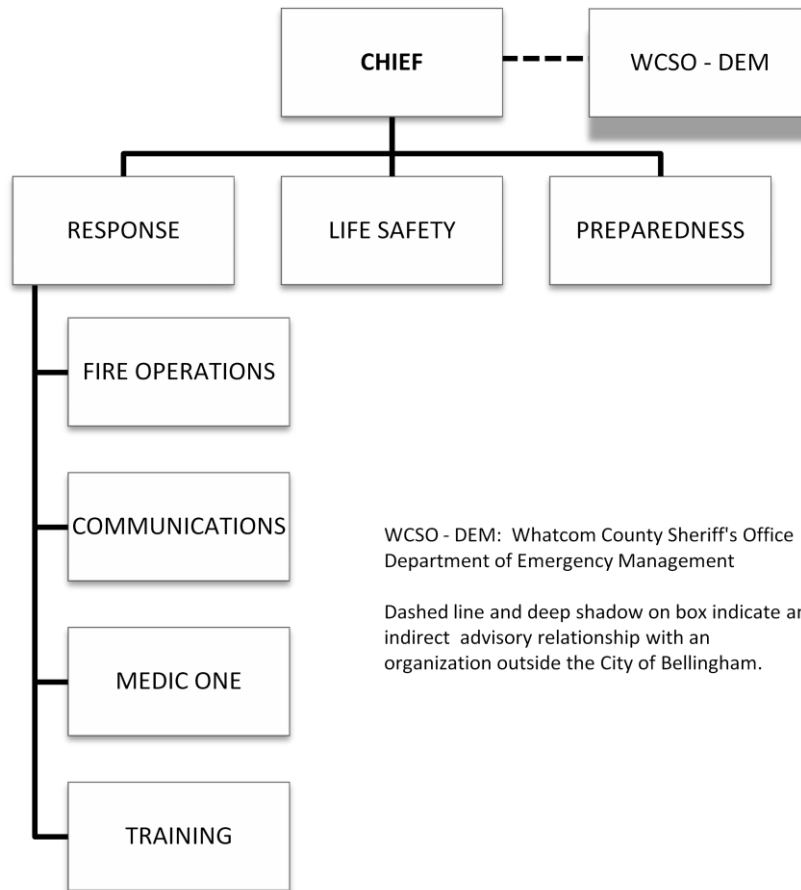 CHIEF
WCSO - DEM
RESPONSE
LIFE SAFETY
PREPAREDNESS
FIRE OPERATIONS
COMMUNICATIONS
MEDIC ONE
TRAINING
WCSO - DEM:  Whatcom County Sheriff's Office
Department of Emergency Management
Dashed line and deep shadow on box indicate an
indirect  advisory relationship with an
organization outside the City of Bellingham.